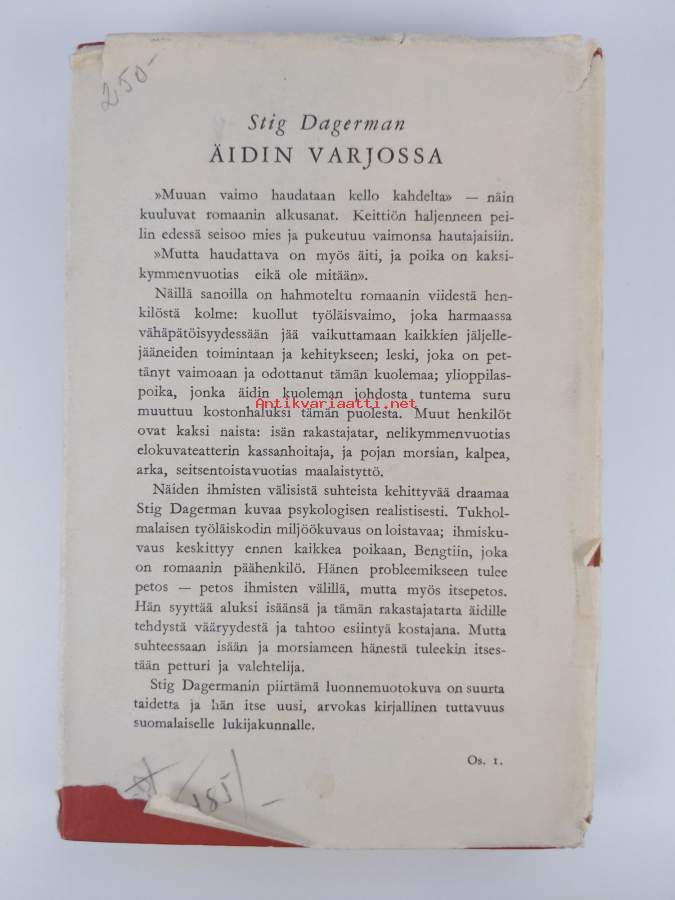 250-
Stig Dagerman
ÄIDIN VARJOSSA
»Muuan vaimo haudataan kello kahdelta» — näin
kuuluvat romaanin alkusanat. Keittiön haljenneen pei-
lin edessä seisoo mies ja pukeutuu vaimonsa hautajaisiin.
»Mutta haudattava on myös äiti, ja poika on kaksi-
kymmenvuotias eikä ole mitään».
Näillä sanoilla on hahmoteltu romaanin viidestä hen-
kilöstä kolme: kuollut työläisvaimo, joka harmaassa
vähäpätöisyydessään jää vaikuttamaan kaikkien jäljelle-
jääneiden toimintaan ja kehitykseen; leski, joka on pet-
tänyt vaimoaan ja odottanut tämän kuolemaa; ylioppilas-
poika, jonka äidin kuoleman johdosta tuntema suru
Antikvariaatti.net
muuttuu kostonhaluksi tämän puolesta. Muut henkilöt
ovat kaksi naista: isän rakastajatar, nelikymmenvuotias
elokuvateatterin kassanhoitaja, ja pojan morsian, kalpea,
arka, seitsentoistavuotias maalaistyttö.
Näiden ihmisten välisistä suhteista kehittyvää draamaa
Stig Dagerman kuvaa psykologisen realistisesti. Tukhol-
malaisen työläiskodin miljöökuvaus on loistavaa; ihmisku-
vaus keskittyy ennen kaikkea poikaan, Bengtiin, joka
on romaanin päähenkilö. Hänen probleemikseen tulee
petos — petos ihmisten välillä, mutta myös itsepetos.
Hän syyttää aluksi isäänsä ja tämän rakastajatarta äidille
tehdystä vääryydestä ja tahtoo esiintyä kostajana. Mutta
suhteessaan isään ja morsiameen hänestä tuleekin itses-
tään petturi ja valehtelija.
Stig Dagermanin piirtämä luonnemuotokuva on suurta
taidetta ja hän itse uusi, arvokas kirjallinen tuttavuus
suomalaiselle lukijakunnalle.
Os. 1.